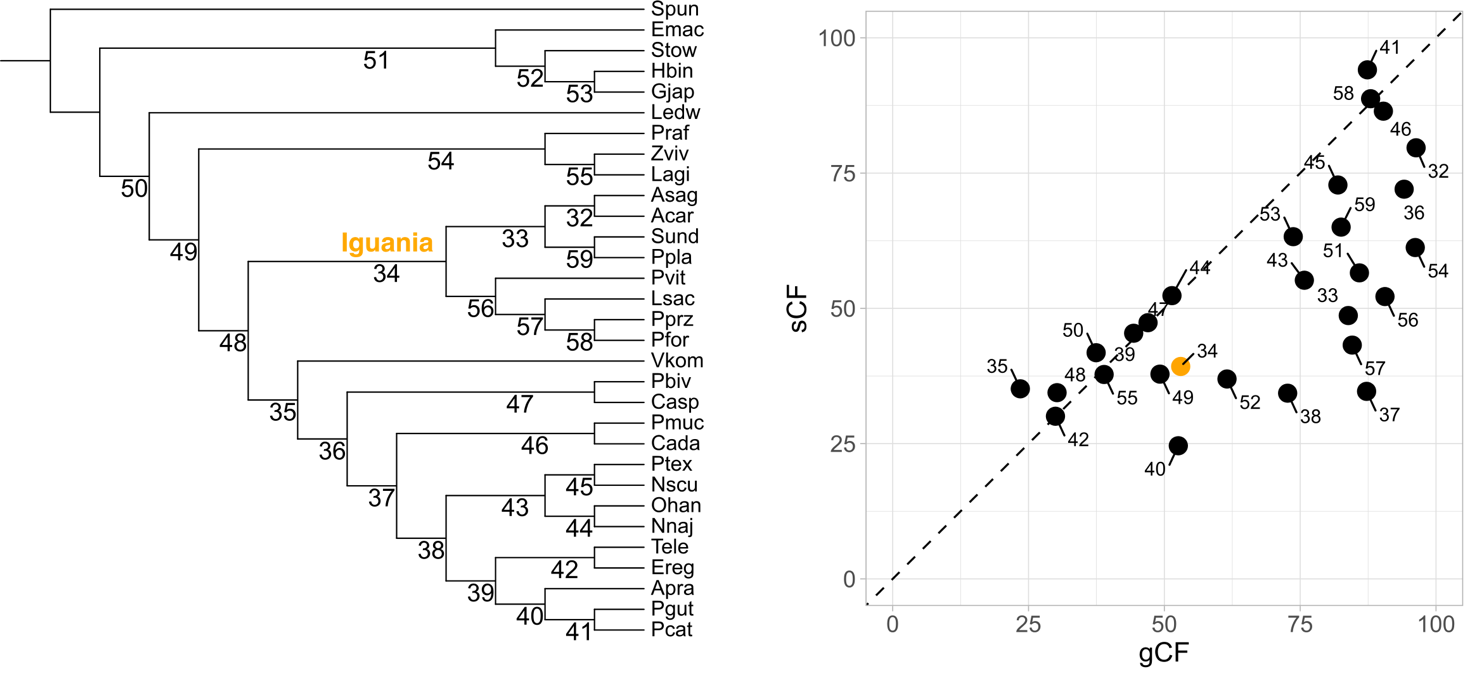 Spun
Emac
51
Stow
52
Hbin
53
Gjap
Ledw
Praf
54
Zviv
55
Lagi
50
Asag
32
Acar
33
Sund
Iguania
49
59
Ppla
34
Pvit
56
Lsac
57
Pprz
58
Pfor
48
Vkom
Pbiv
47
Casp
35
Pmuc
46
Cada
36
Ptex
45
Nscu
37
43
Ohan
44
Nnaj
38
Tele
42
Ereg
39
Apra
40
Pgut
41
Pcat
sCF
100
75
50
25
0
41
58
46
32
45
36
59
53
51
54
43
44
33
56
47
50
39
34
57
35
48
55
49
52
38
37
42
40
0
25
50
75
100
gCF